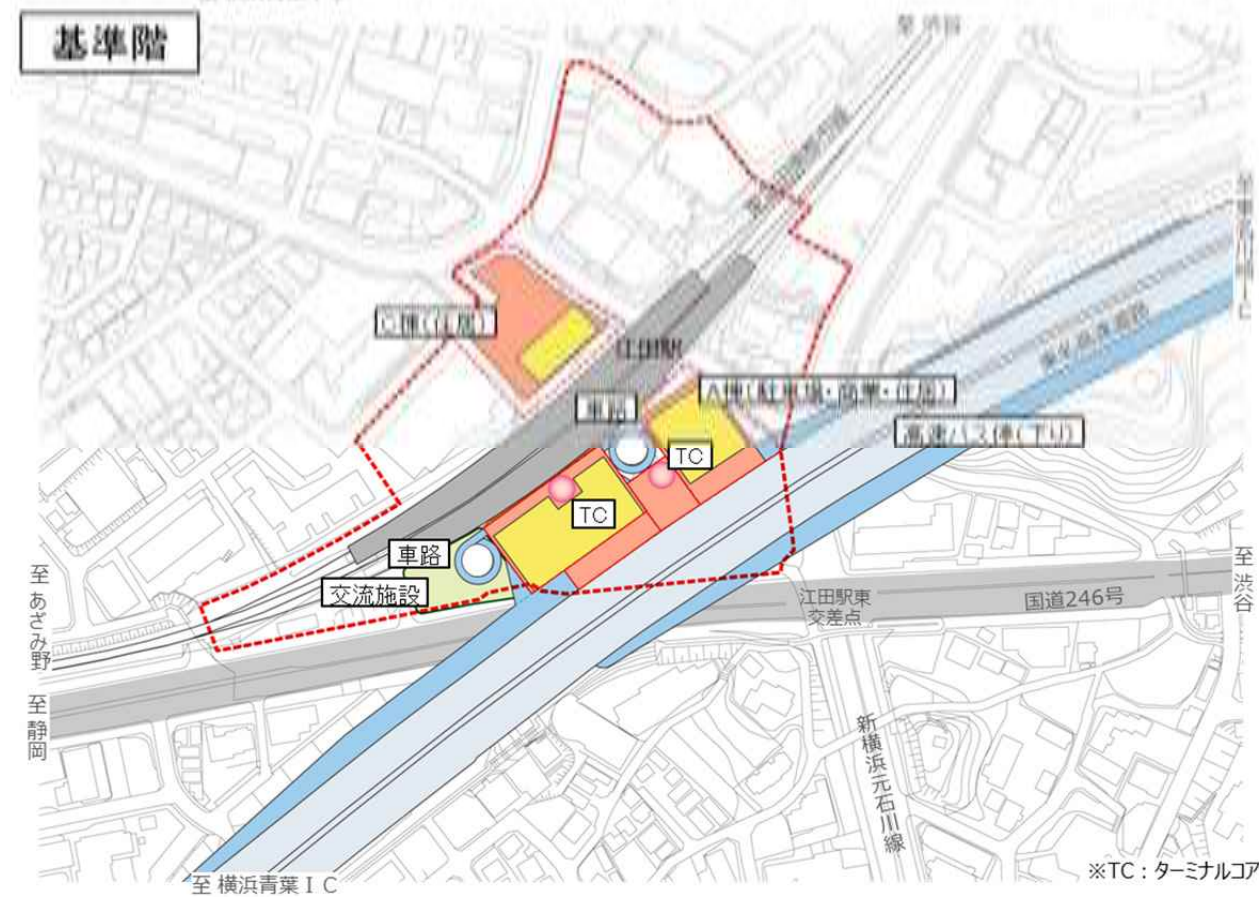 基準階
至 渋谷
C棟(住居)
江田駅
車路
A棟(駐車場・商業・住居)
高速バス停(下り)
TC
TC
車路
交流施設
至 あざみ野
至 静岡
江田駅東
交差点
国道246号
至 渋谷
新横浜元石川線
至 横浜青葉IC
※TC:ターミナルコア